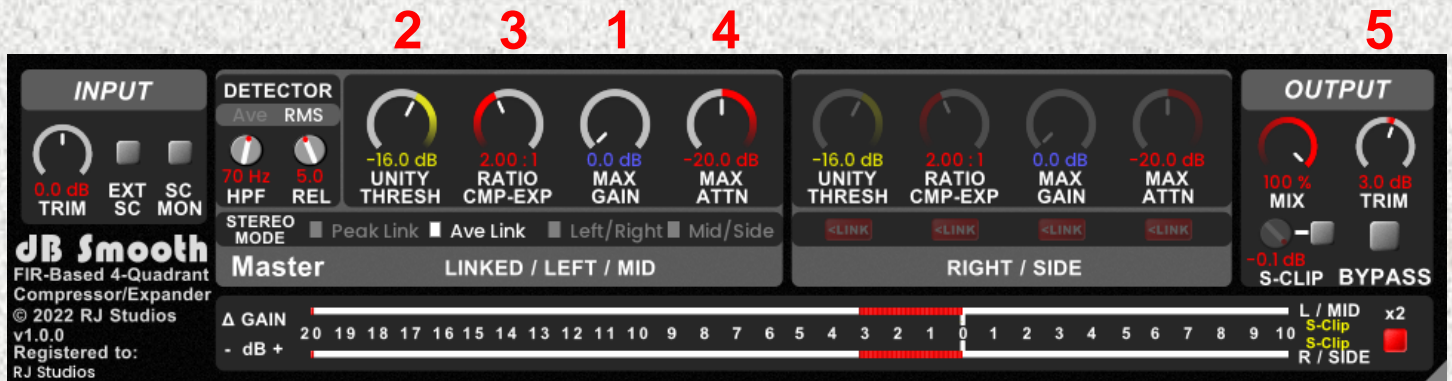 2 3 1 4 5
INPUT
0.0 dB
TRIM
EXT
SC
SC
MON
DETECTOR
Ave RMS
70 Hz
HPF
5.0
REL
-16.0 dB
UNITY
THRESH
2.00 : 1
RATIO
CMP-EXP
0.0 dB
MAX
GAIN
-20.0 dB
MAX
ATTN
STEREO
MODE
Peak Link Ave Link Left/Right Mid/Side
Master LINKED / LEFT / MID
-16.0 dB
UNITY
THRESH
2.00 : 1
RATIO
CMP-EXP
0.0 dB
MAX
GAIN
-20.0 dB
MAX
ATTN
<LINK <LINK <LINK <LINK
RIGHT / SIDE
OUTPUT
100 %
MIX
3.0 dB
TRIM
-0.1 dB
S-CLIP
BYPASS
dB Smooth
FIR-Based 4-Quadrant
Compressor/Expander
© 2022 RJ Studios
v1.0.0
Registered to:
RJ Studios
Δ GAIN
- dB +
20 19 18 17 16 15 14 13 12 11 10 9 8 7 6 5 4 3 2 1 0 1 2 3 4 5 6 7 8 9 10
L / MID
S-Clip
S-Clip
R / SIDE
x2